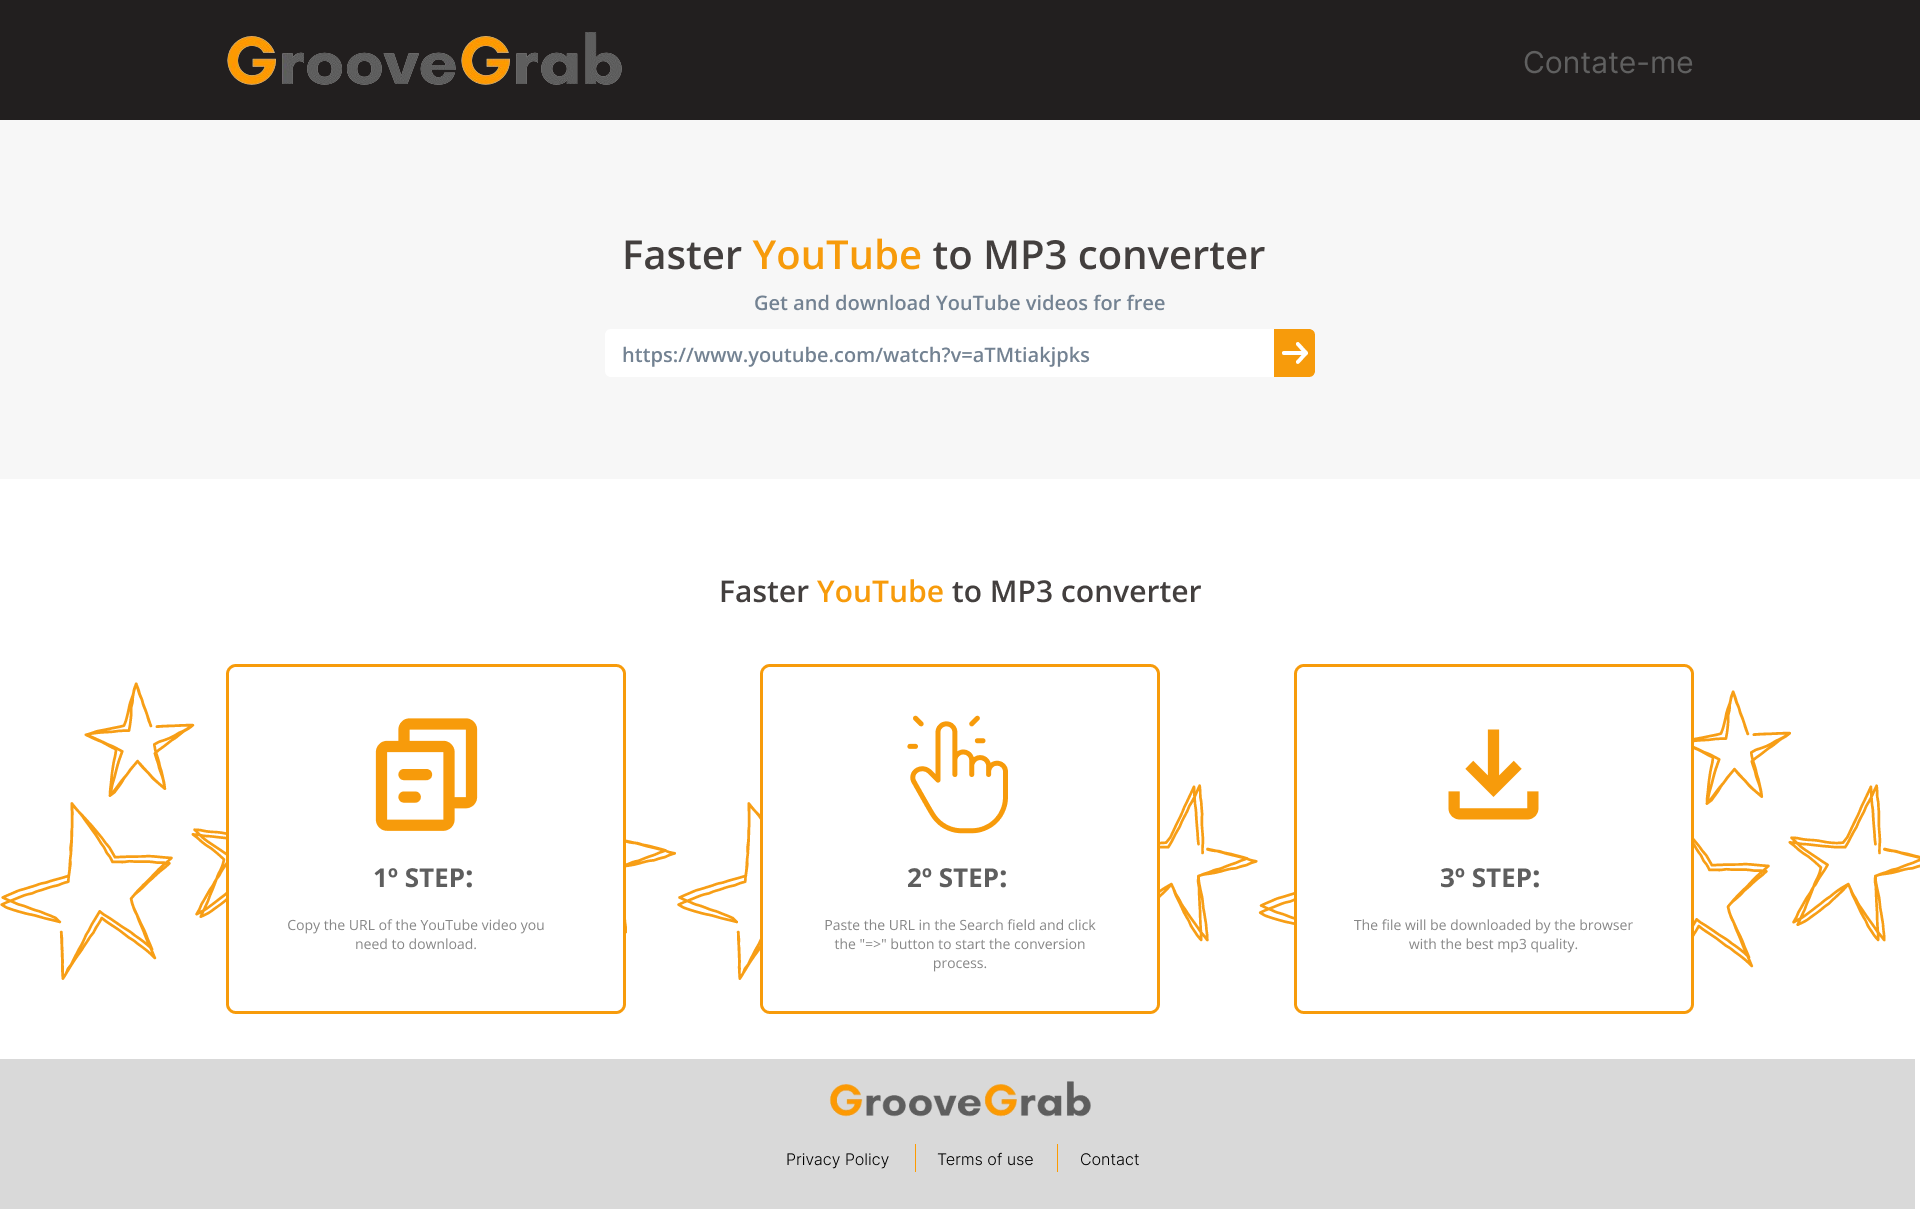 GrooveGrab
Contate-me
Faster YouTube to MP3 converter
Get and download YouTube videos for free
https://www.youtube.com/watch?v=aTMtiakjpks
Faster YouTube to MP3 converter
1º STEP:
Copy the URL of the YouTube video you
need to download.
2º STEP:
Paste the URL in the Search field and click
the "=>" button to start the conversion
process.
3º STEP:
The file will be downloaded by the browser
with the best mp3 quality.
GrooveGrab
Privacy Policy
Terms of use
Contact